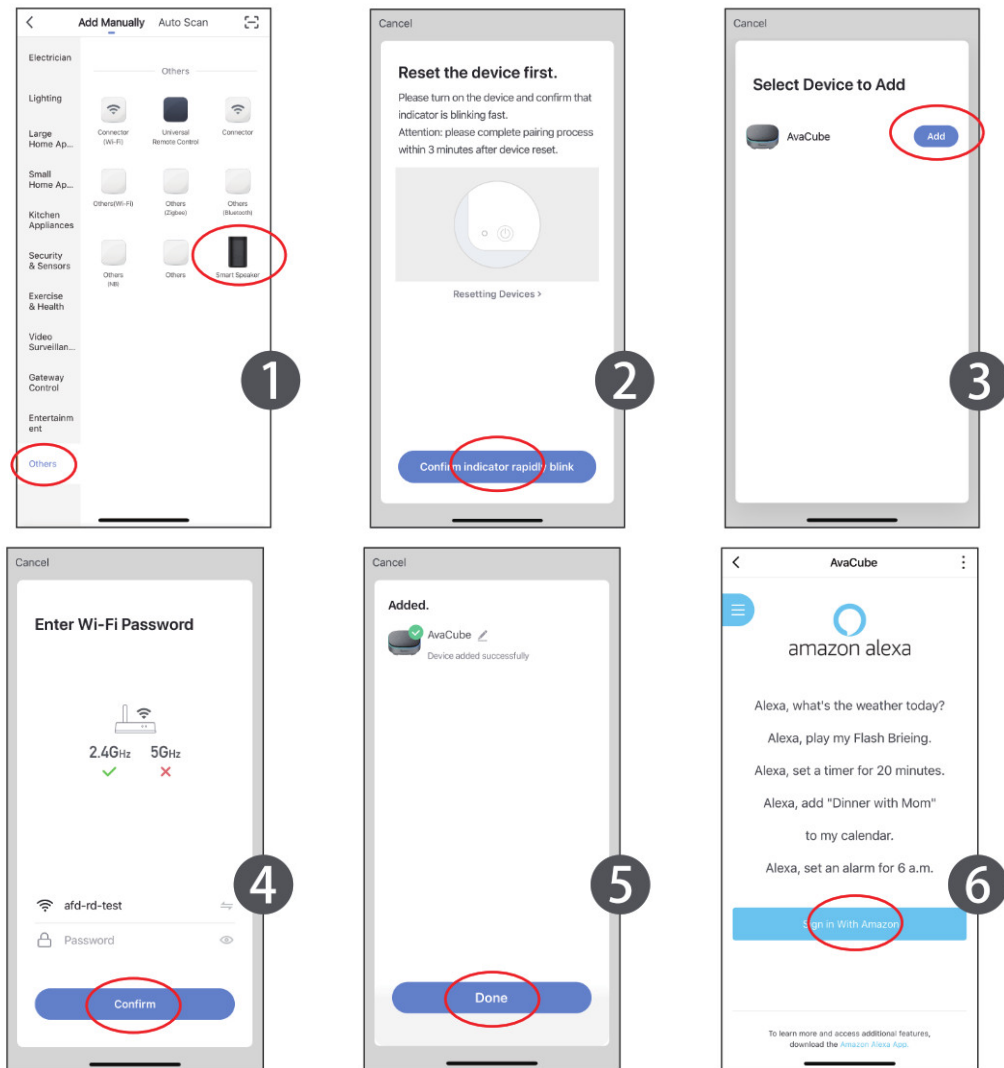 Add Manually Auto Scan
Electrician
Others
Lighting
Connector
(Wi-Fi)
Universal
Remote Control
Connector
Large
Home Ap...
Small
Home Ap...
Others(Wi-Fi)
Others
(Zigbee)
Others
(Bluetooth)
Kitchen
Appliances
Security
& Sensors
Others
(NB)
Others
Smart Speaker
Exercise
& Health
Video
Surveillan...
Gateway
Control
Entertainm
ent
Others
1
Cancel
Reset the device first.
Please turn on the device and confirm that
indicator is blinking fast.
Attention: please complete pairing process
within 3 minutes after device reset.
Resetting Devices >
Confirm indicator rapidly blink
2
Cancel
Select Device to Add
AvaCube Add
3
Cancel
Enter Wi-Fi Password
2.4GHz 5GHz
afd-rd-test
Password
Confirm
4
Cancel
Added.
AvaCube
Device added successfully
Done
5
AvaCube
amazon alexa
Alexa, what's the weather today?
Alexa, play my Flash Brieing.
Alexa, set a timer for 20 minutes.
Alexa, add "Dinner with Mom"
to my calendar.
Alexa, set an alarm for 6 a.m.
Sign in With Amazon
To learn more and access additional features,
download the Amazon Alexa App.
6